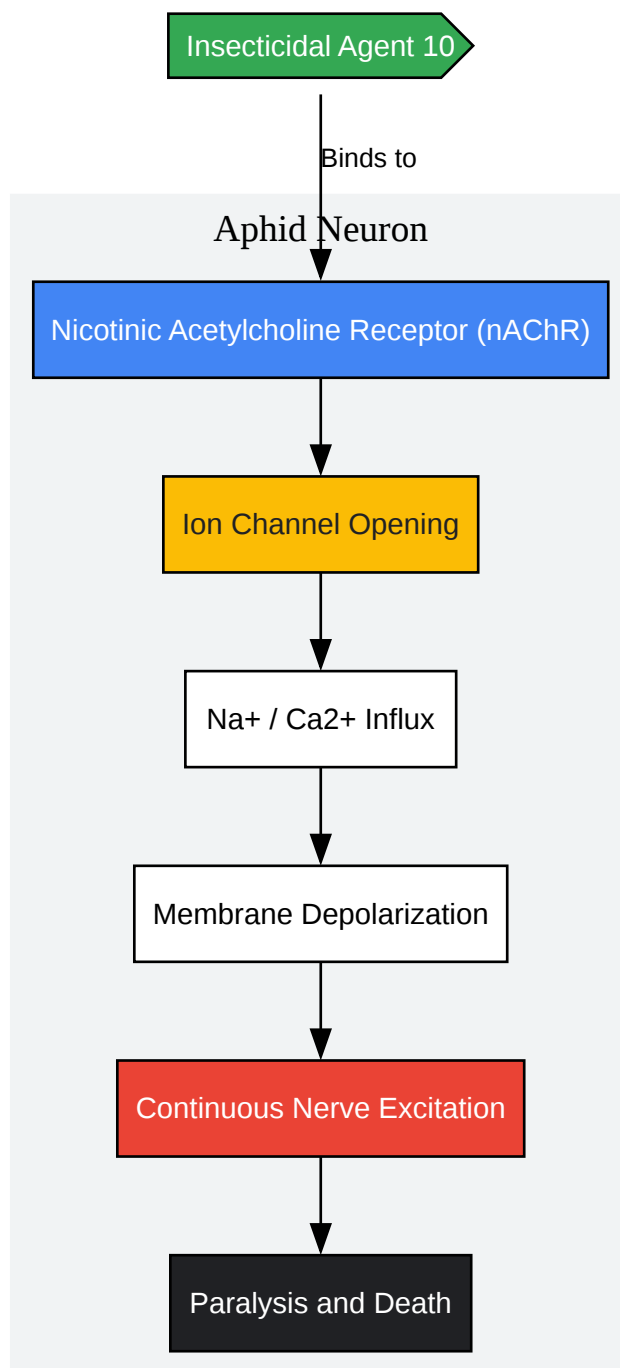 Insecticidal Agent 10
Binds to
Aphid Neuron
Nicotinic Acetylcholine Receptor (nAChR)
Ion Channel Opening
Na+ / Ca2+ Influx
Membrane Depolarization
Continuous Nerve Excitation
Paralysis and Death